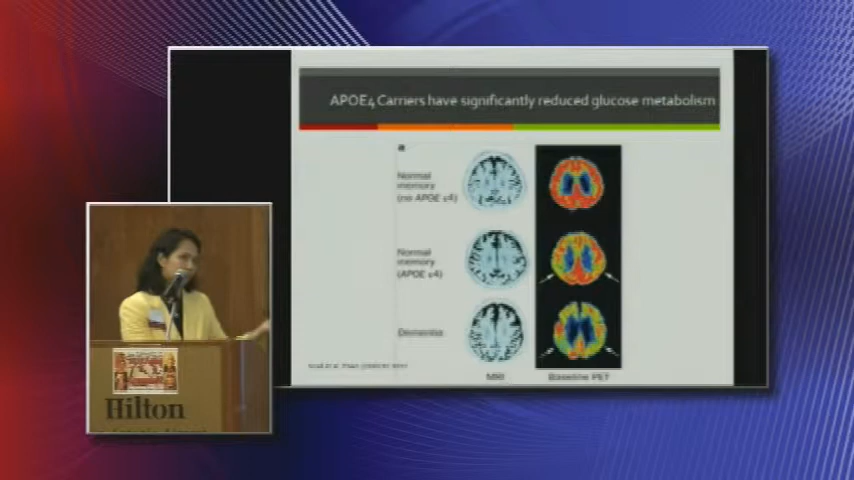 APOE4 Carriers have significantly reduced glucose metabolism
a
Normal
memory
(no APOE ε4)
Normal
memory
(APOE ε4)
Dementia
MRI
Baseline PET
Hilton